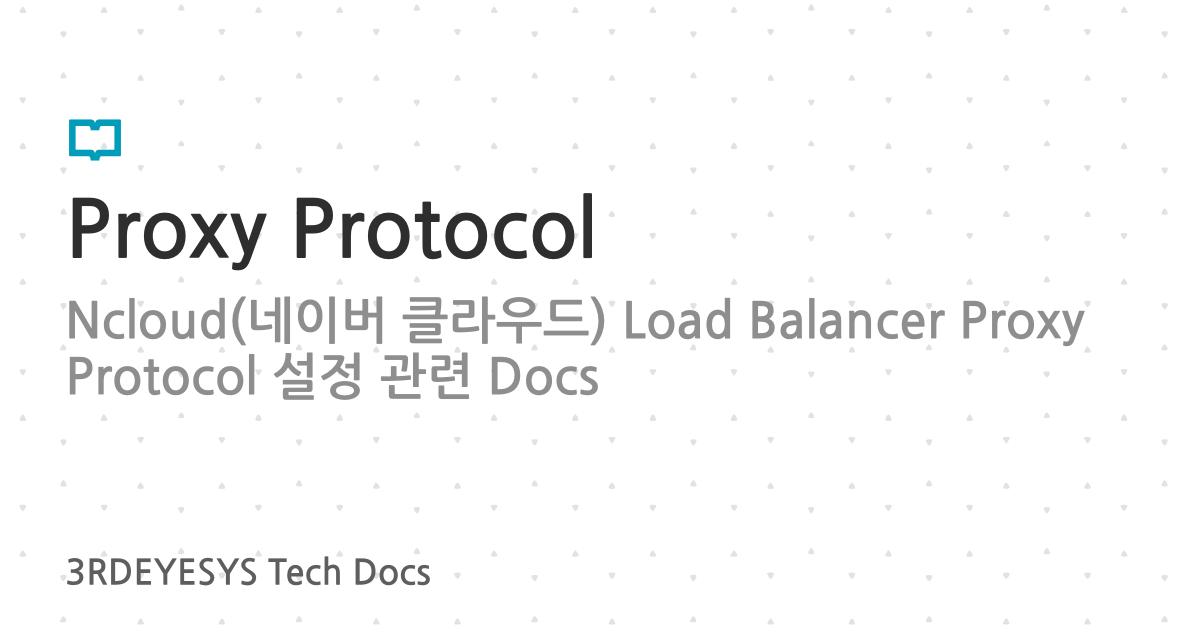 Proxy Protocol
Ncloud(네이버 클라우드) Load Balancer Proxy
Protocol 설정 관련 Docs
3RDEYESYS Tech Docs